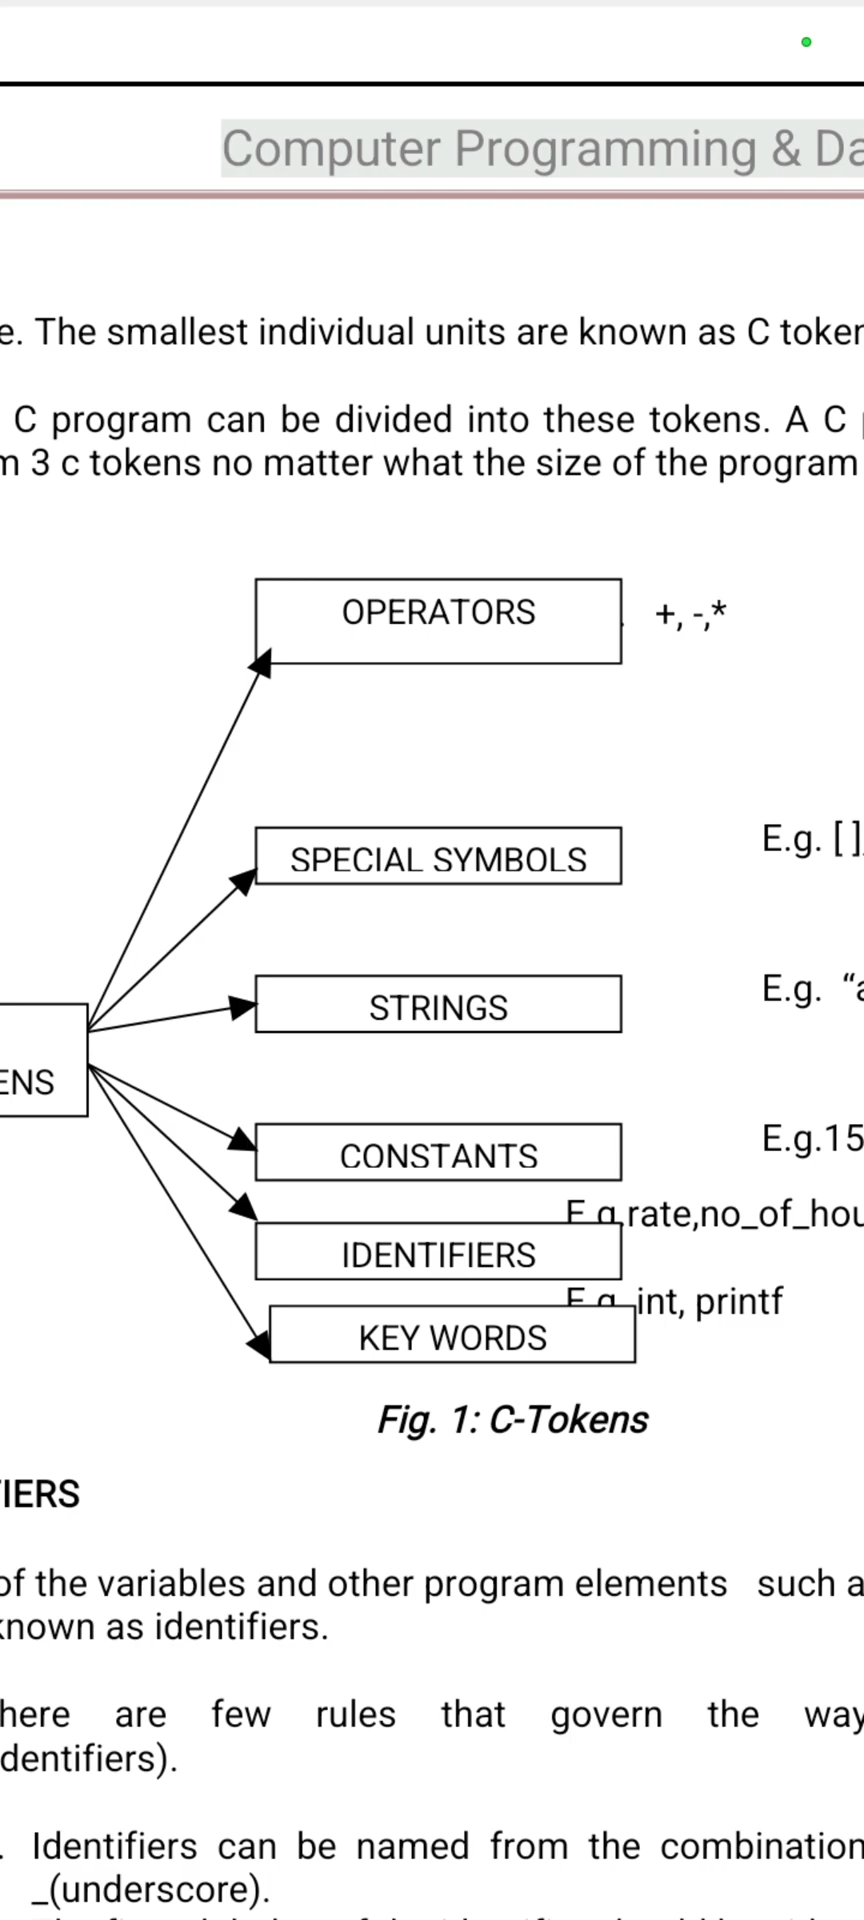 Computer Programming & Da
e. The smallest individual units are known as C token
C program can be divided into these tokens. A C
m 3 c tokens no matter what the size of the program
OPERATORS +, -,*
SPECIAL SYMBOLS E.g. [ ]
STRINGS E.g. “a
ENS
CONSTANTS E.g.15
E.g.rate,no_of_hou
IDENTIFIERS
E.g. int, printf
KEY WORDS
Fig. 1: C-Tokens
IERS
of the variables and other program elements such a
known as identifiers.
here are few rules that govern the way
dentifiers).
. Identifiers can be named from the combination
_(underscore).